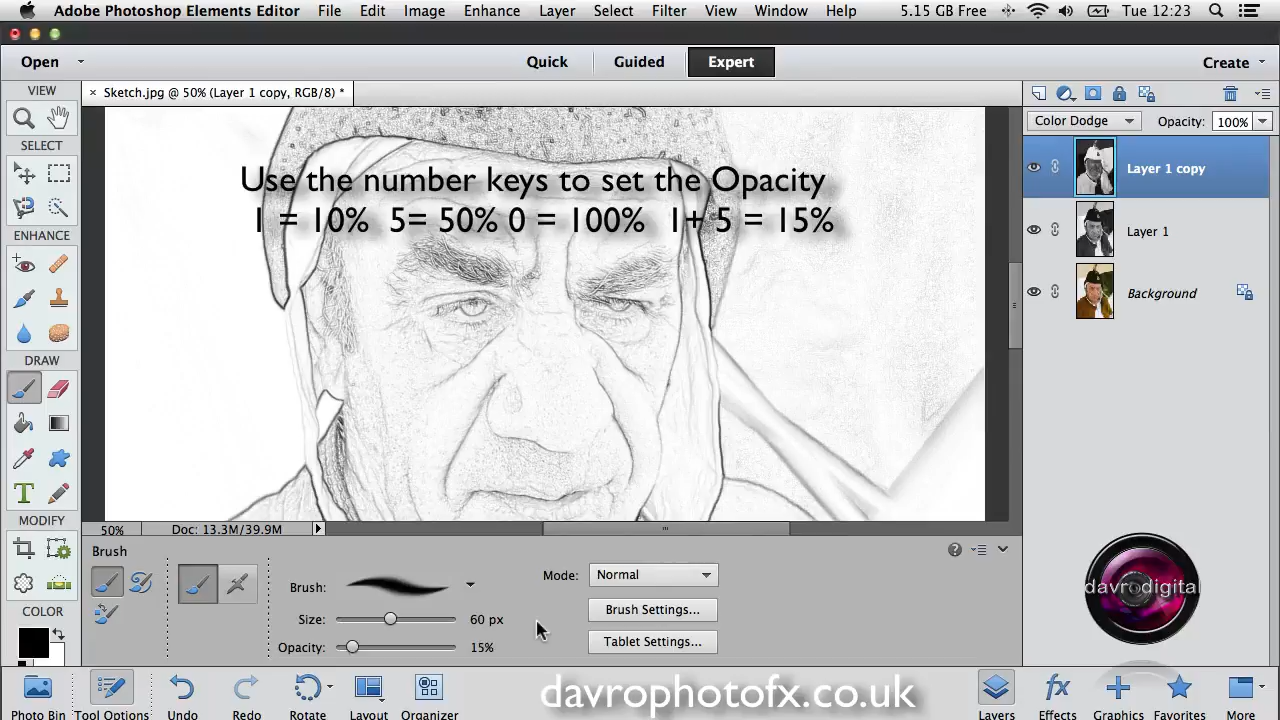 Adobe Photoshop Elements Editor File Edit Image Enhance Layer Select Filter View Window Help 5.15 GB Free Tue 12:23
Open Quick Guided Expert Create
VIEW × Sketch.jpg @ 50% (Layer 1 copy, RGB/8) *
Color Dodge Opacity: 100%
SELECT
Layer 1 copy
Use the number keys to set the Opacity
1 = 10% 5= 50% 0 = 100% 1+ 5 = 15%
ENHANCE
Layer 1
Background
DRAW
T
MODIFY
50% Doc: 13.3M/39.9M
Brush
Mode: Normal
Brush:
davrodigital
COLOR
Brush Settings...
Size: 60 px
Tablet Settings...
Opacity: 15%
davrophotofx.co.uk
fx
Photo Bin Tool Options Undo Redo Rotate Layout Organizer Layers Effects Graphics Favorites More